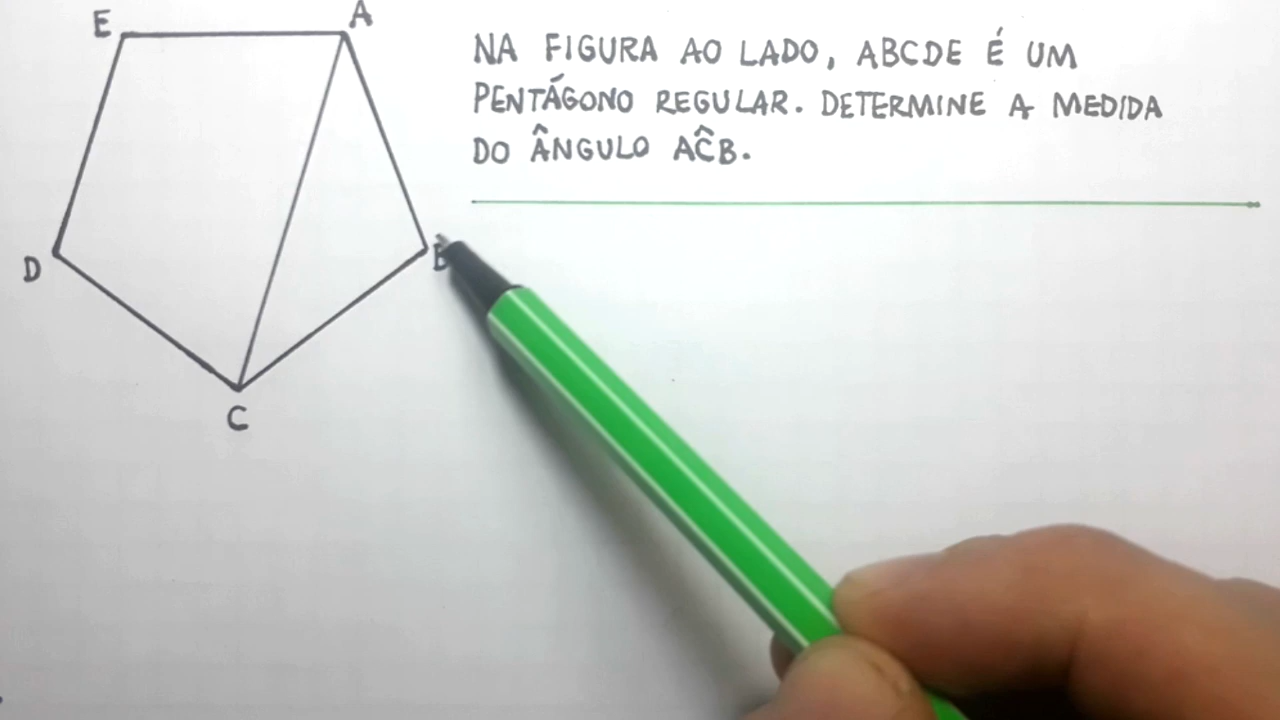 E
A
NA FIGURA AO LADO, ABCDE É UM
PENTÁGONO REGULAR. DETERMINE A MEDIDA
DO ÂNGULO AĈB.
D
B
C